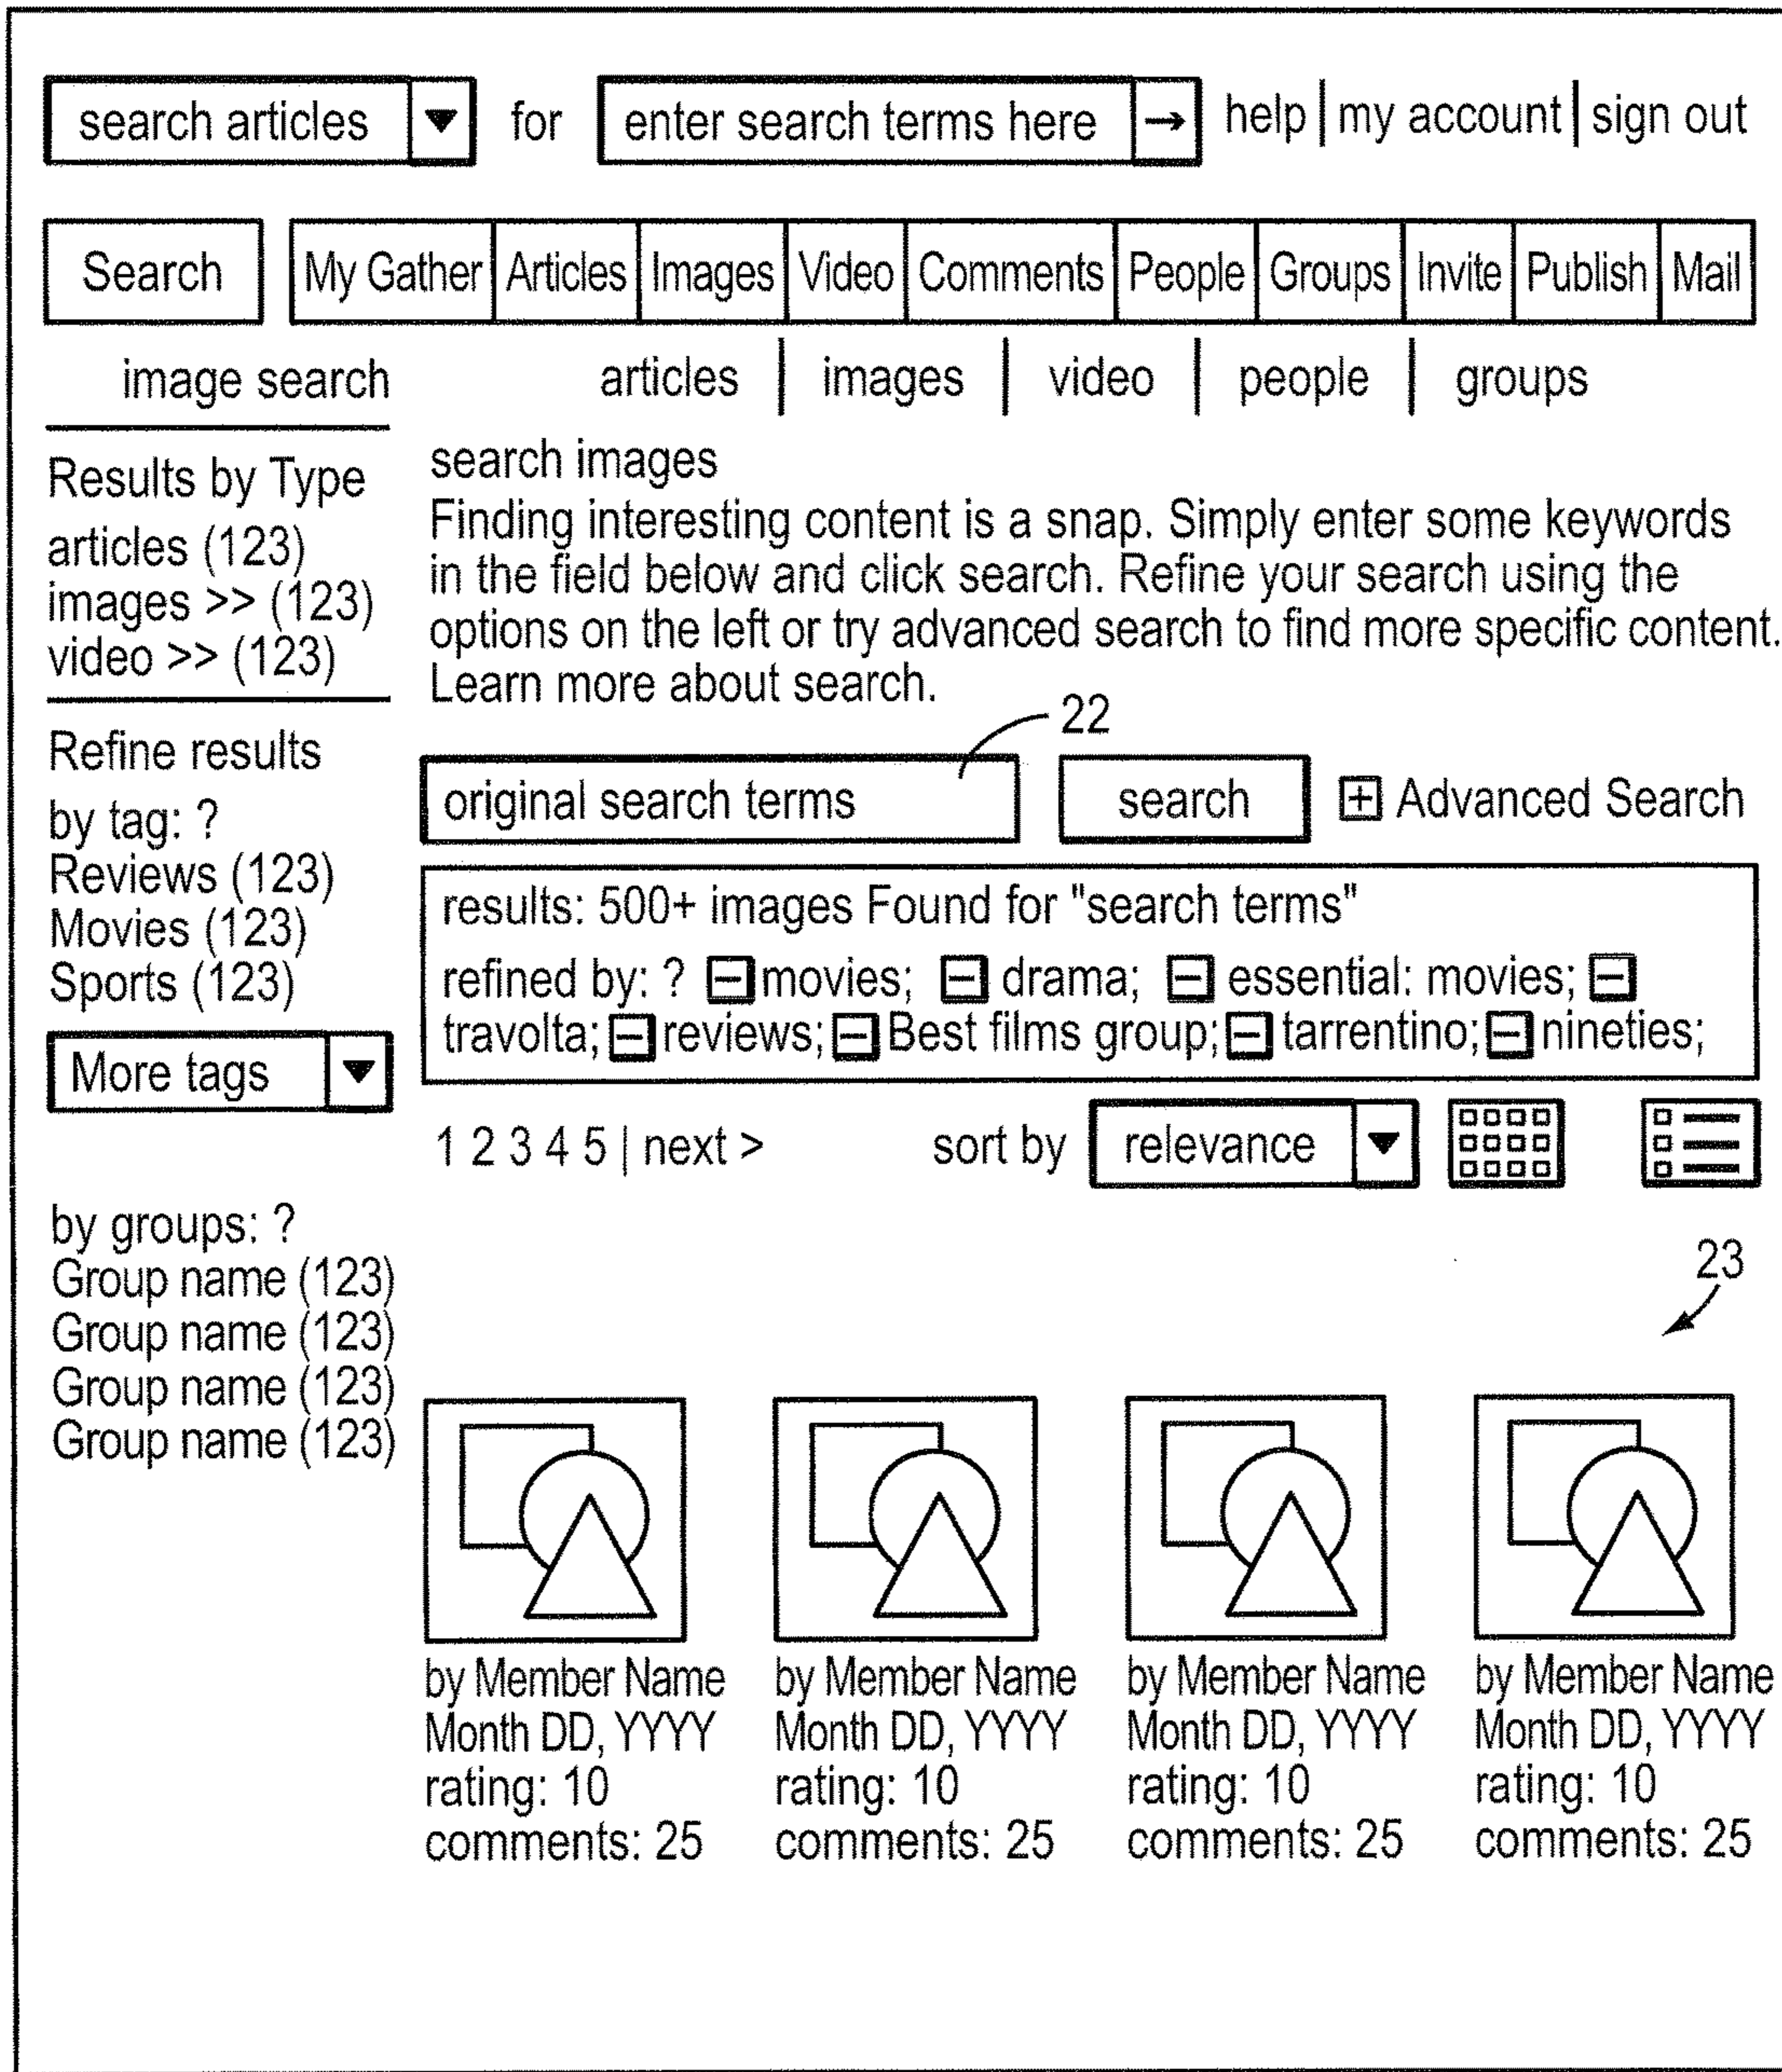 search articles for enter search terms here → help | my account | sign out
Search My Gather Articles Images Video Comments People Groups Invite Publish Mail
image search articles | images | video | people | groups
Results by Type
articles (123)
images >> (123)
video >> (123)
Refine results
by tag: ?
Reviews (123)
Movies (123)
Sports (123)
More tags
by groups: ?
Group name (123)
Group name (123)
Group name (123)
Group name (123)
search images
Finding interesting content is a snap. Simply enter some keywords
in the field below and click search. Refine your search using the
options on the left or try advanced search to find more specific content.
Learn more about search.
22
original search terms search + Advanced Search
results: 500+ images Found for "search terms"
refined by: ? − movies; − drama; − essential: movies; −
travolta; − reviews; − Best films group; − tarrentino; − nineties;
1 2 3 4 5 | next > sort by relevance
23
by Member Name by Member Name by Member Name by Member Name
Month DD, YYYY Month DD, YYYY Month DD, YYYY Month DD, YYYY
rating: 10 rating: 10 rating: 10 rating: 10
comments: 25 comments: 25 comments: 25 comments: 25